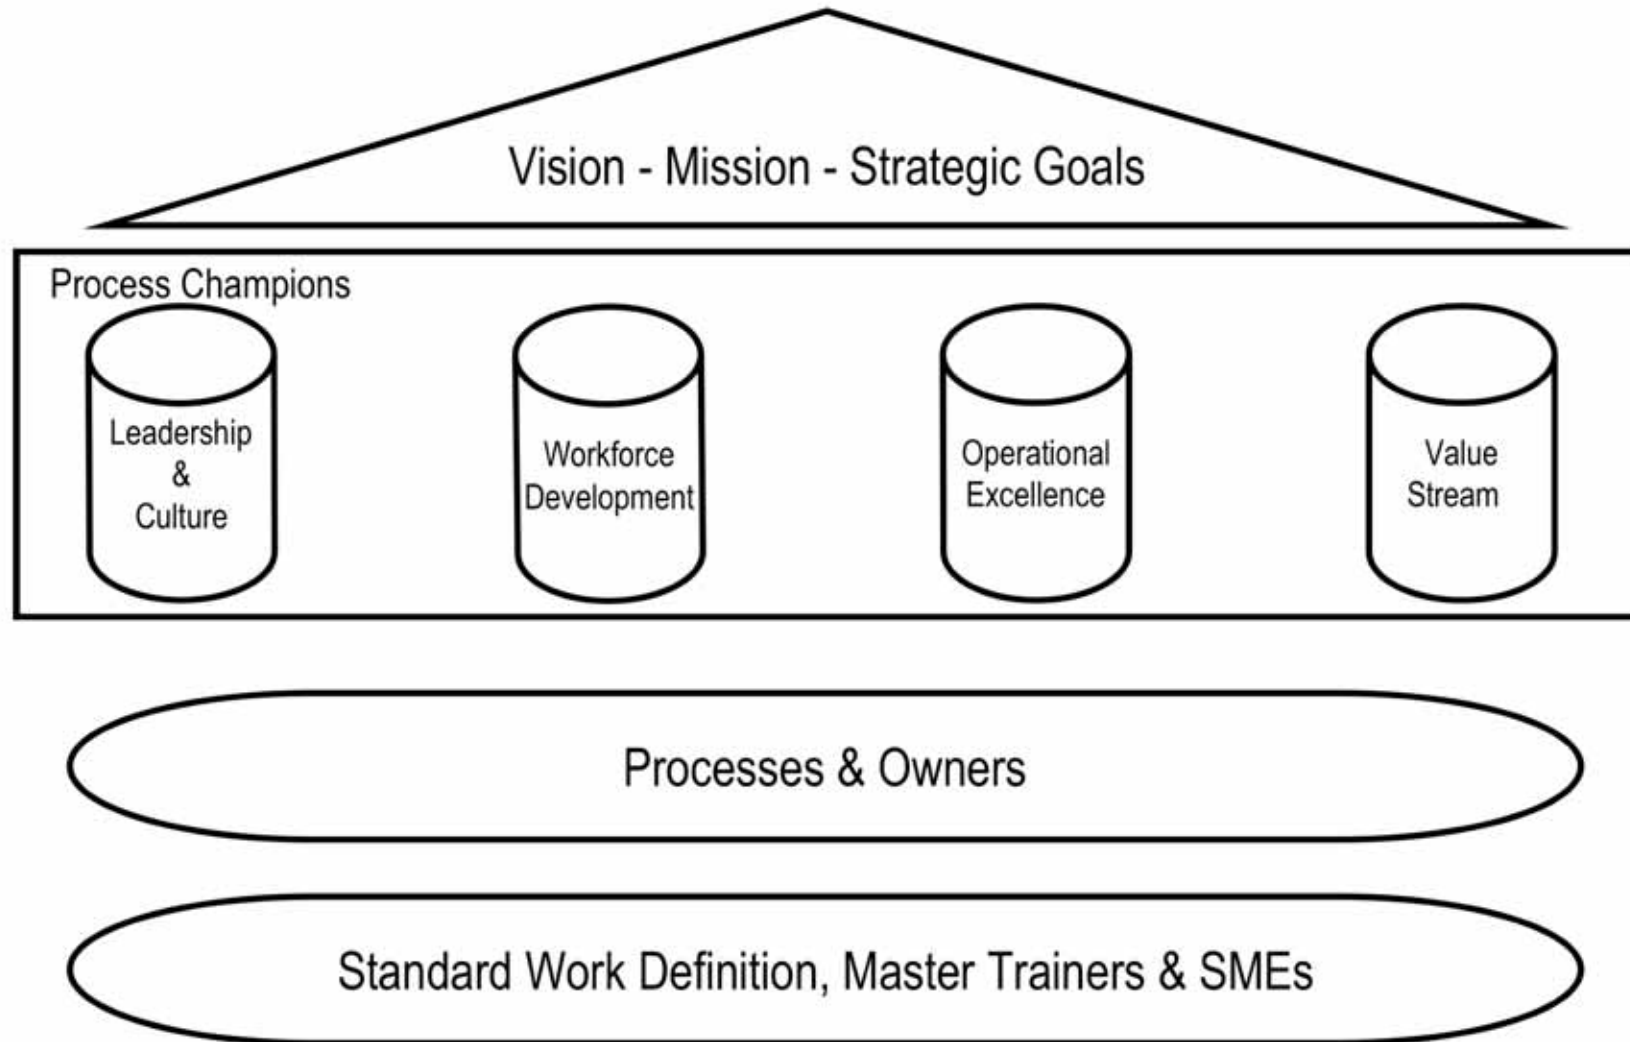 Vision - Mission - Strategic Goals
Process Champions
Leadership
&
Culture
Workforce
Development
Operational
Excellence
Value
Stream
Processes & Owners
Standard Work Definition, Master Trainers & SMEs